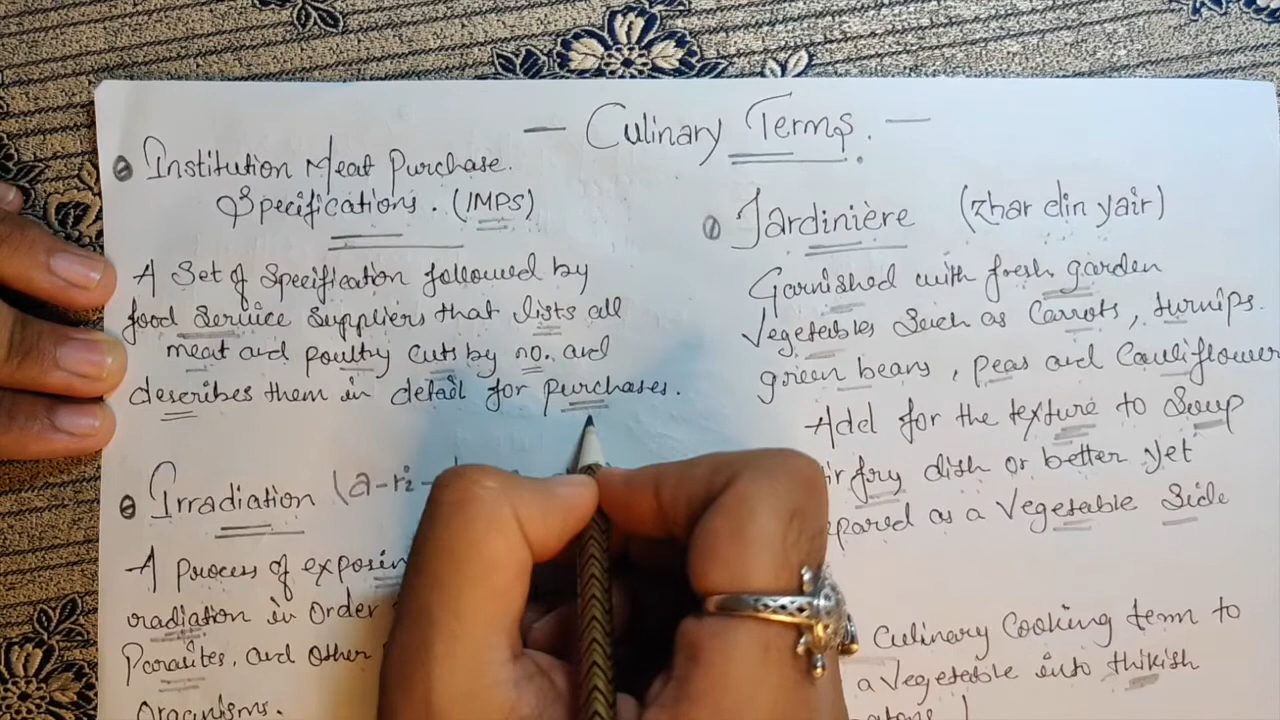 — Culinary Terms. —
Institution Meat Purchase.
Specifications. (IMPS)
A Set of Specification followed by
food Service Suppliers that lists all
meat and poultry cuts by no. and
describes them in detail for purchases.
Irradiation (a-ri-
A process of exposin
radiation in order
Parasites, and other
Organisms.
Jardinière (zhar din yair)
Garnished with fresh garden
vegetables Such as Carrots, turnips.
green beans, peas and Cauliflower
Add for the texture to Soup
ir fry dish or better yet
epared as a Vegetable Side
Culinary Cooking term to
a Vegetable into thikish